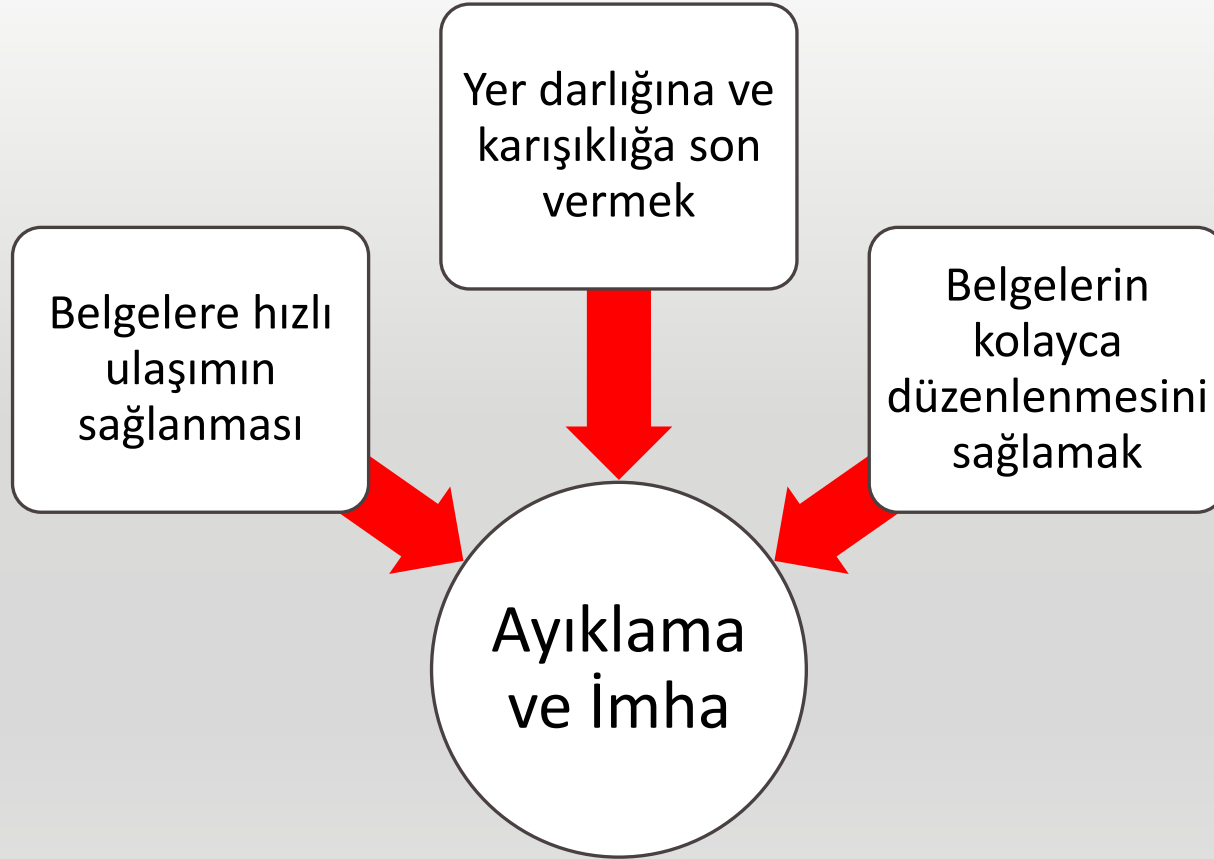 Yer darlığına ve
karışıklığa son
vermek
Belgelere hızlı
ulaşımın
sağlanması
Belgelerin
kolayca
düzenlenmesini
sağlamak
Ayıklama
ve İmha